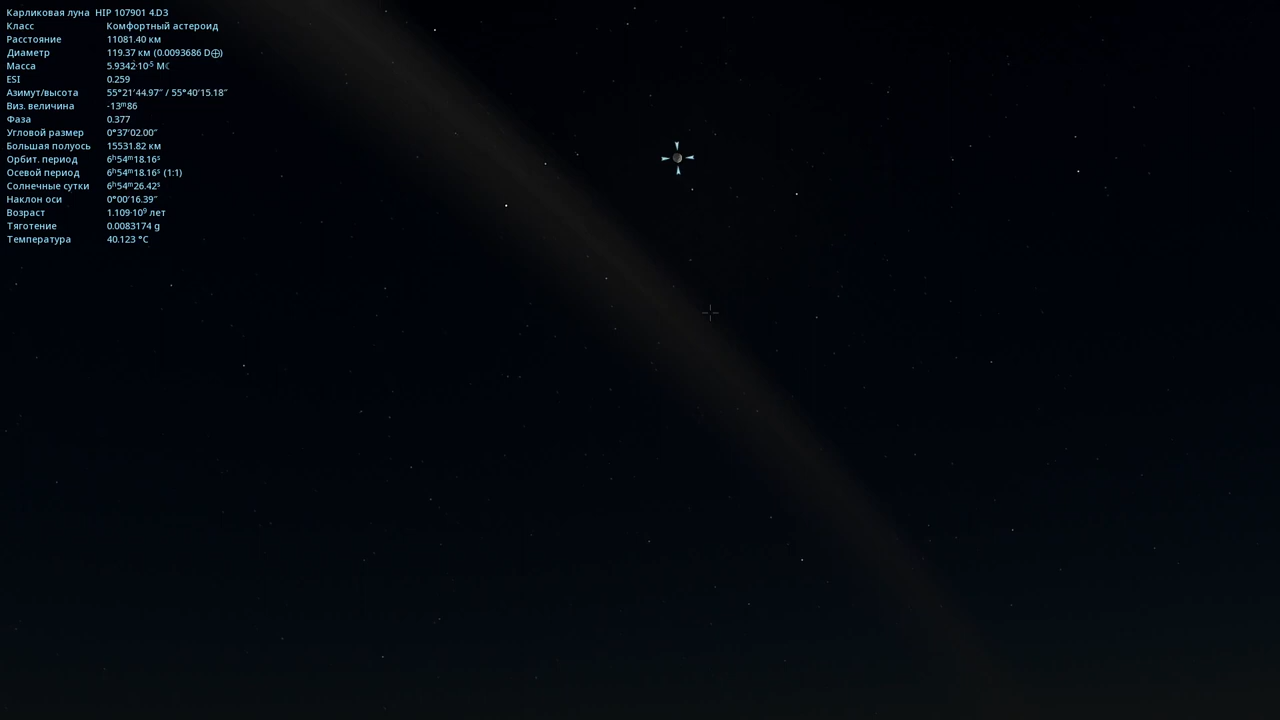 Карликовая луна HIP 107901 4.D3
Класс Комфортный астероид
Расстояние 11081.40 км
Диаметр 119.37 км (0.0093686 D⊕)
Масса 5.9342·10⁻⁵ M☾
ESI 0.259
Азимут/высота 55°21′44.97″ / 55°40′15.18″
Виз. величина -13ᵐ86
Фаза 0.377
Угловой размер 0°37′02.00″
Большая полуось 15531.82 км
Орбит. период 6ʰ54ᵐ18.16ˢ
Осевой период 6ʰ54ᵐ18.16ˢ (1:1)
Солнечные сутки 6ʰ54ᵐ26.42ˢ
Наклон оси 0°00′16.39″
Возраст 1.109·10⁹ лет
Тяготение 0.0083174 g
Температура 40.123 °C